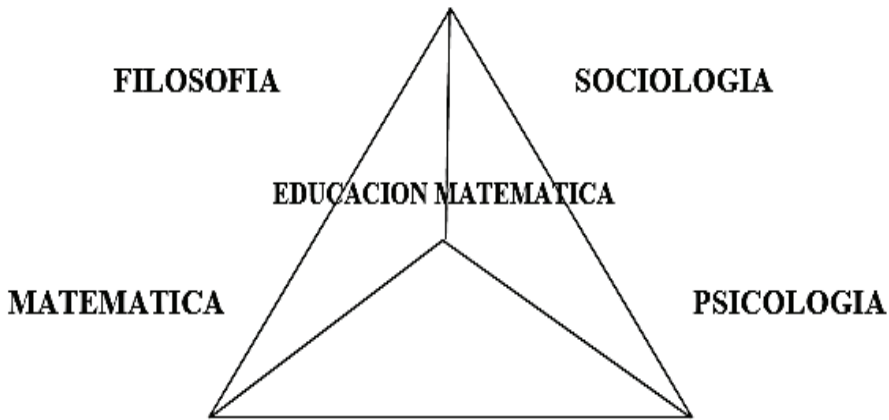 FILOSOFIA
SOCIOLOGIA
EDUCACION MATEMATICA
MATEMATICA
PSICOLOGIA